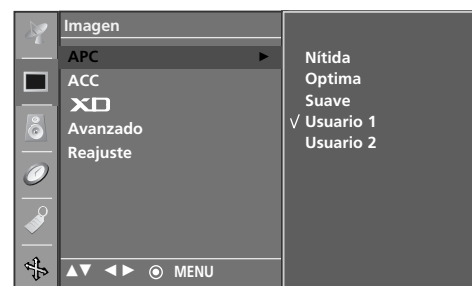 Imagen
APC ►
ACC
XD
Avanzado
Reajuste
▲▼ ◄► ⦿ MENU
Nítida
Optima
Suave
√ Usuario 1
Usuario 2